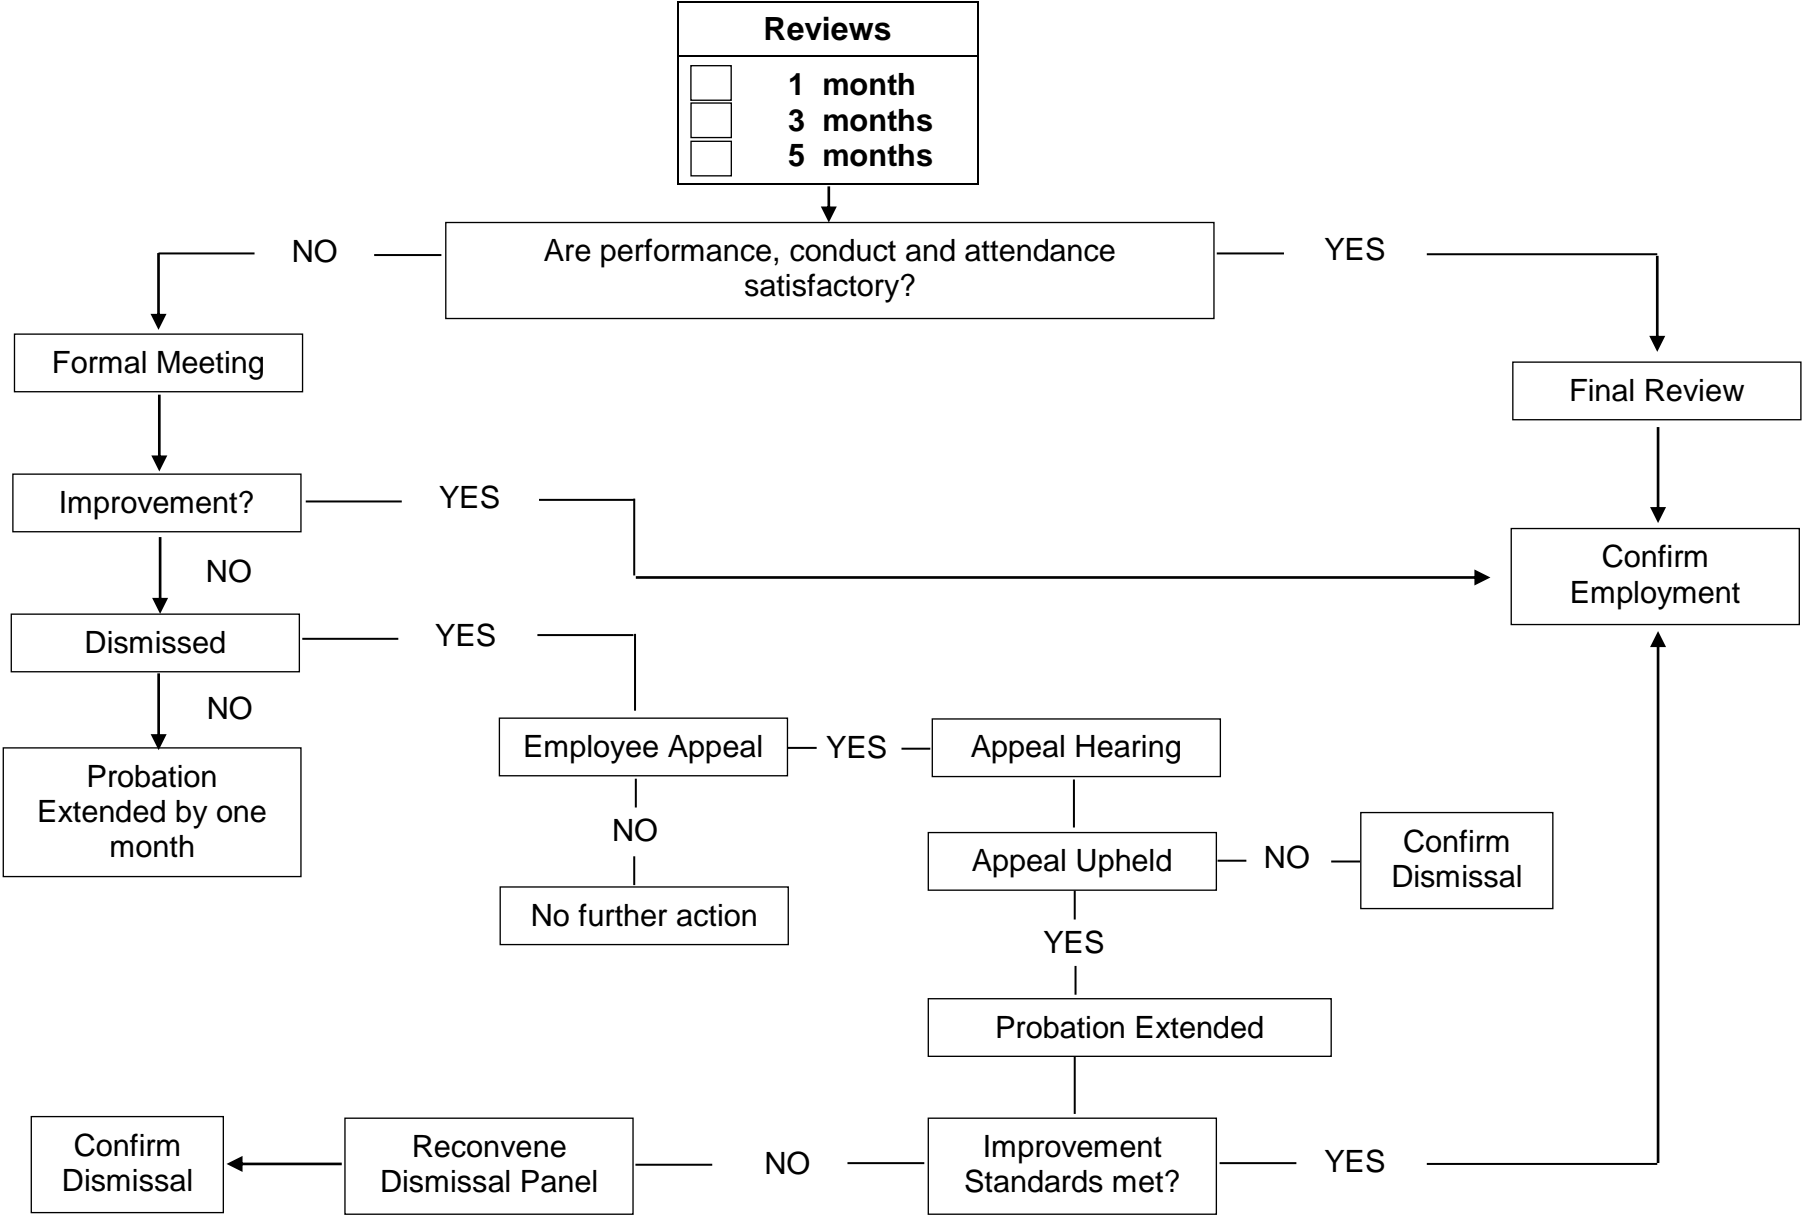 Reviews
1 month
3 months
5 months
NO
Are performance, conduct and attendance
satisfactory?
YES
Formal Meeting
Final Review
Improvement?
YES
NO
Confirm
Employment
Dismissed
YES
NO
Probation
Extended by one
month
Employee Appeal
YES
Appeal Hearing
NO
No further action
Appeal Upheld
NO
Confirm
Dismissal
YES
Probation Extended
Improvement
Standards met?
YES
NO
Reconvene
Dismissal Panel
Confirm
Dismissal